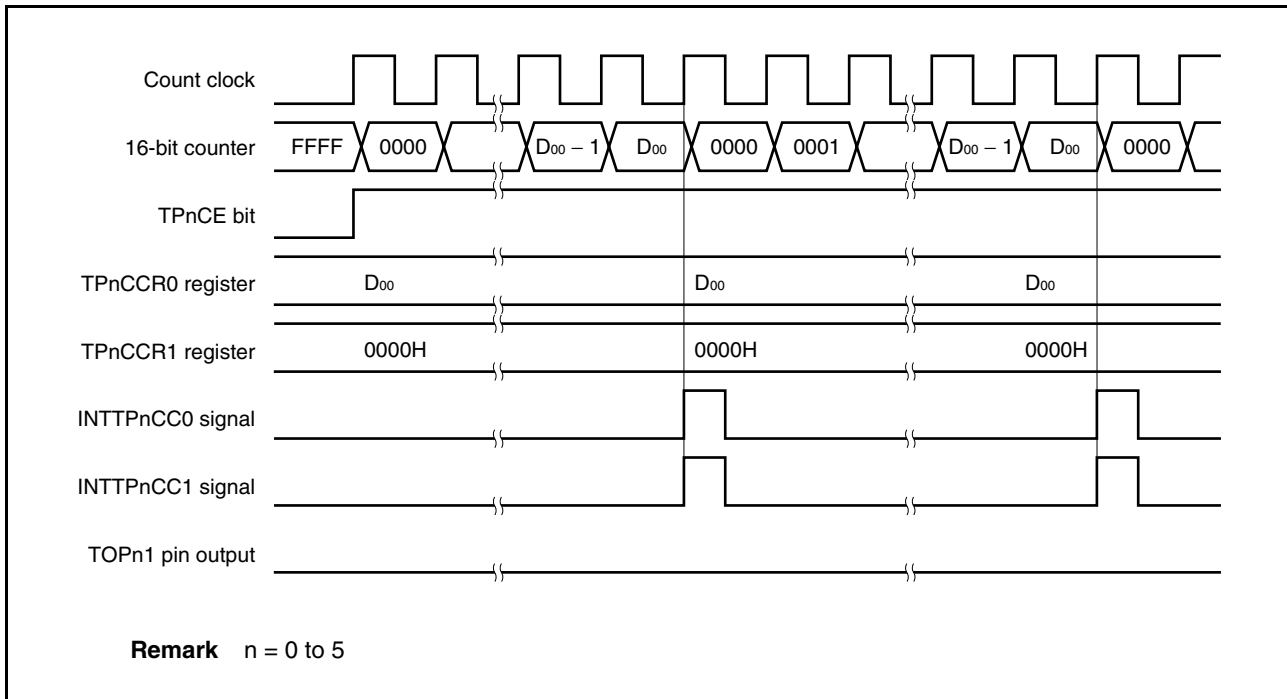 Count clock
16-bit counter FFFF 0000 D00 − 1 D00 0000 0001 D00 − 1 D00 0000
TPnCE bit
TPnCCR0 register D00 D00 D00
TPnCCR1 register 0000H 0000H 0000H
INTTPnCC0 signal
INTTPnCC1 signal
TOPn1 pin output
Remark n = 0 to 5